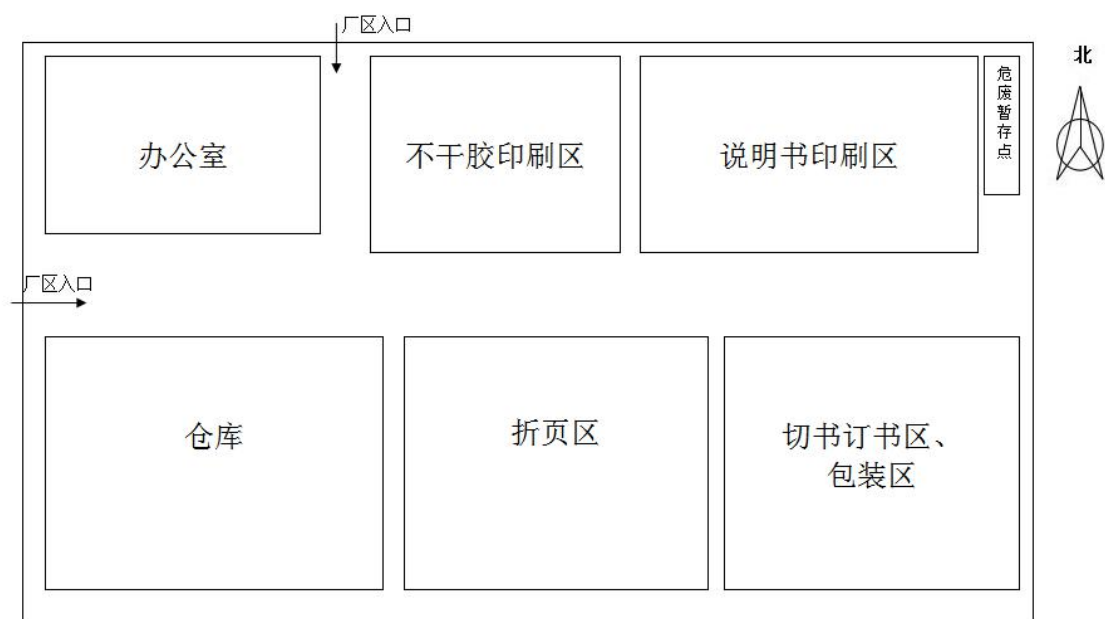 厂区入口
北
办公室
不干胶印刷区
说明书印刷区
危废暂存点
厂区入口
仓库
折页区
切书订书区、
包装区